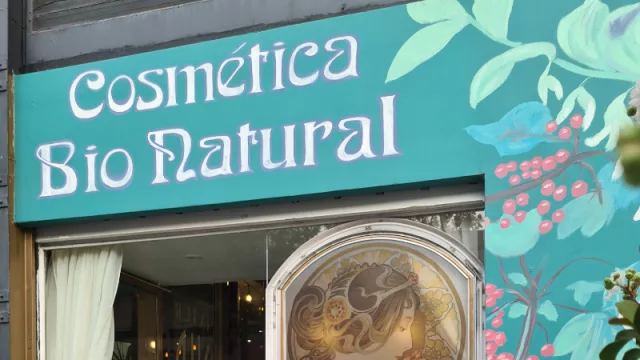 Cosmética
Bio Natural